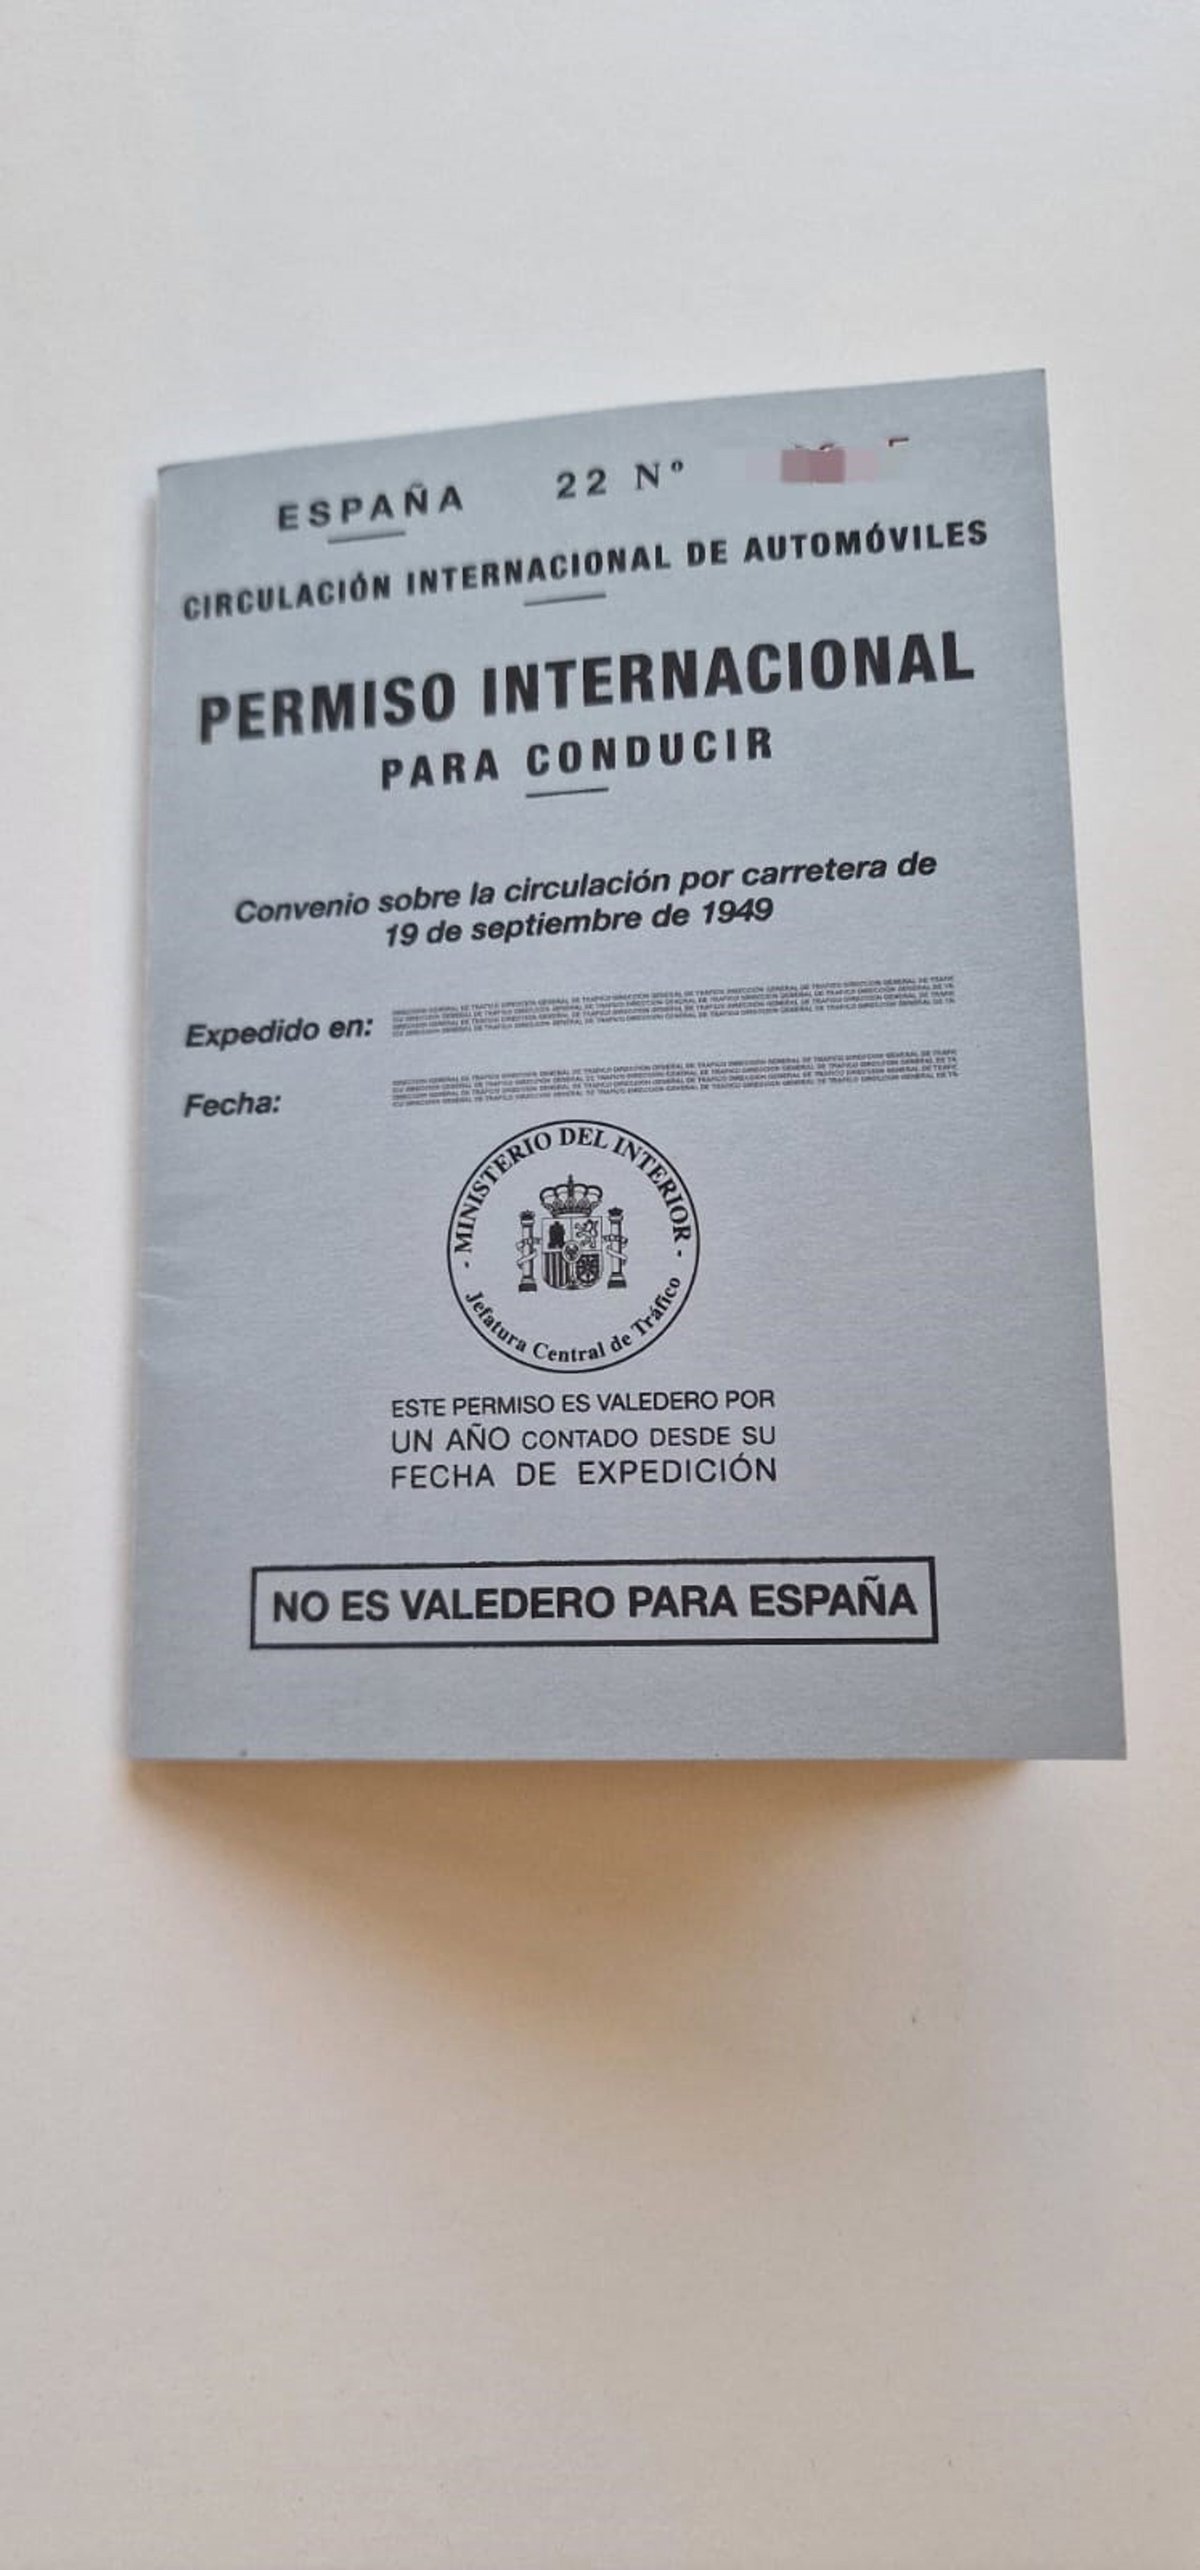 ESPAÑA 22 Nº
CIRCULACIÓN INTERNACIONAL DE AUTOMÓVILES
PERMISO INTERNACIONAL
PARA CONDUCIR
Convenio sobre la circulación por carretera de
19 de septiembre de 1949
Expedido en:
Fecha:
- MINISTERIO DEL INTERIOR -
Jefatura Central de Tráfico
ESTE PERMISO ES VALEDERO POR
UN AÑO CONTADO DESDE SU
FECHA DE EXPEDICIÓN
NO ES VALEDERO PARA ESPAÑA